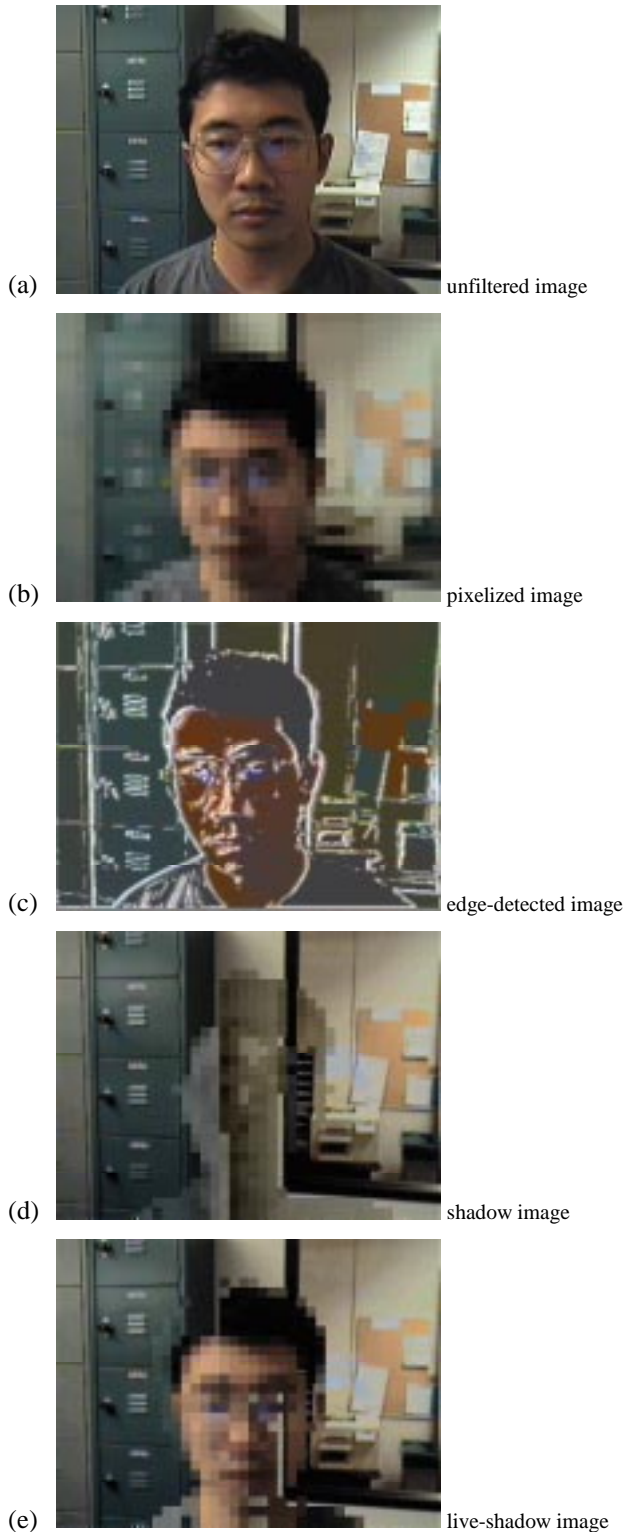 (a) unfiltered image
(b) pixelized image
(c) edge-detected image
(d) shadow image
(e) live-shadow image